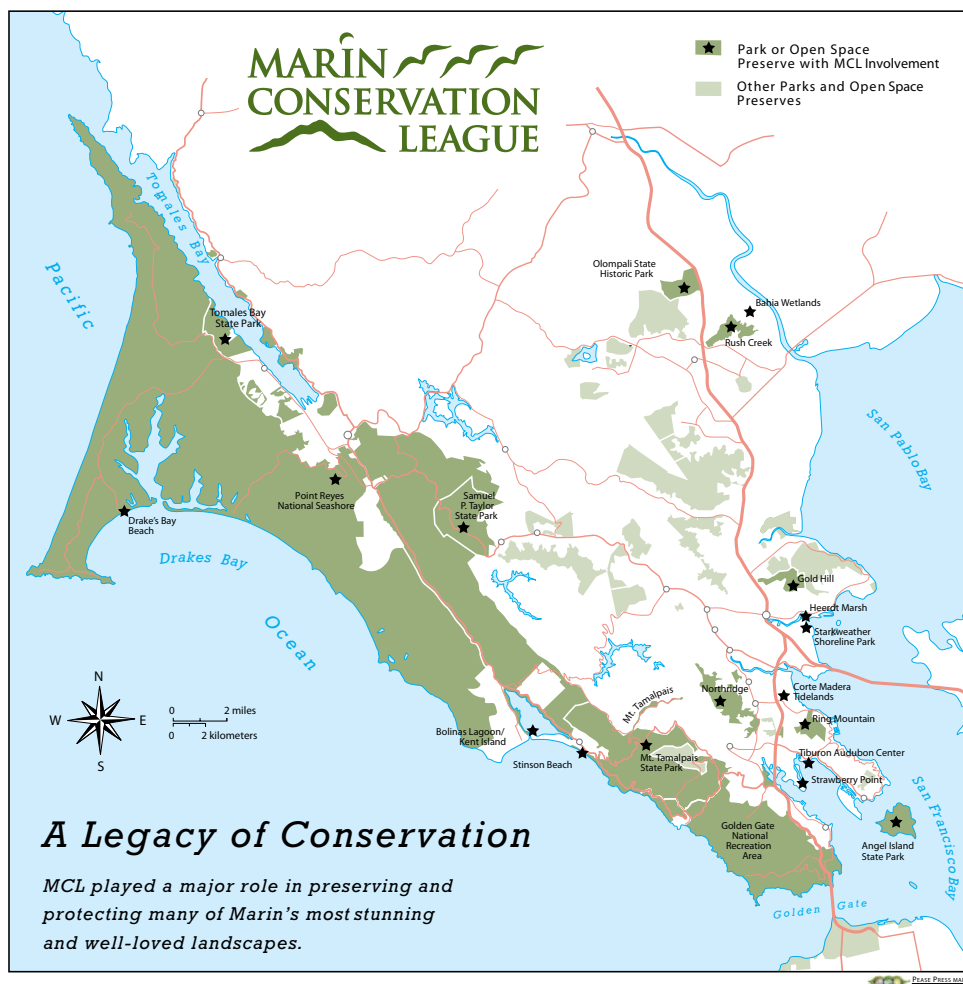 MARIN
CONSERVATION
LEAGUE
Park or Open Space
Preserve with MCL Involvement
Other Parks and Open Space
Preserves
Tomales Bay
Pacific
Olompali State
Historic Park
Bahia Wetlands
Rush Creek
Tomales Bay
State Park
San Pablo Bay
Point Reyes
National Seashore
Samuel
P. Taylor
State Park
Drake's Bay
Beach
Drakes Bay
Ocean
Gold Hill
Heerdt Marsh
Starkweather
Shoreline Park
N
W
E
S
0 2 miles
0 2 kilometers
Mt. Tamalpais
Northridge
Corte Madera
Tidelands
Ring Mountain
Bolinas Lagoon/
Kent Island
Stinson Beach
Mt. Tamalpais
State Park
Tiburon Audubon Center
Strawberry Point
San Francisco Bay
Golden Gate
National
Recreation
Area
Angel Island
State Park
Golden Gate
A Legacy of Conservation
MCL played a major role in preserving and
protecting many of Marin's most stunning
and well-loved landscapes.
PEASE PRESS